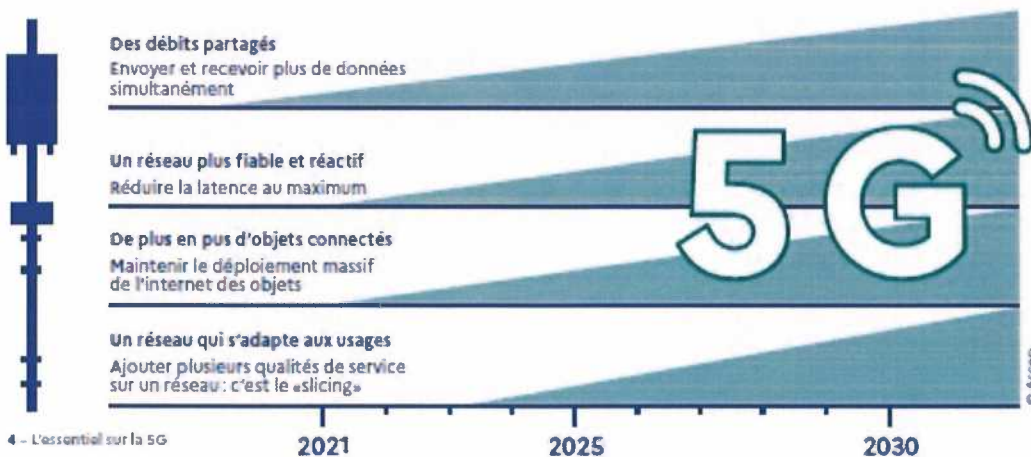 Des débits partagés
Envoyer et recevoir plus de données
simultanément
Un réseau plus fiable et réactif
Réduire la latence au maximum
De plus en pus d'objets connectés
Maintenir le déploiement massif
de l'internet des objets
Un réseau qui s'adapte aux usages
Ajouter plusieurs qualités de service
sur un réseau : c'est le «slicing»
5G
2021
2025
2030
4 – L'essentiel sur la 5G